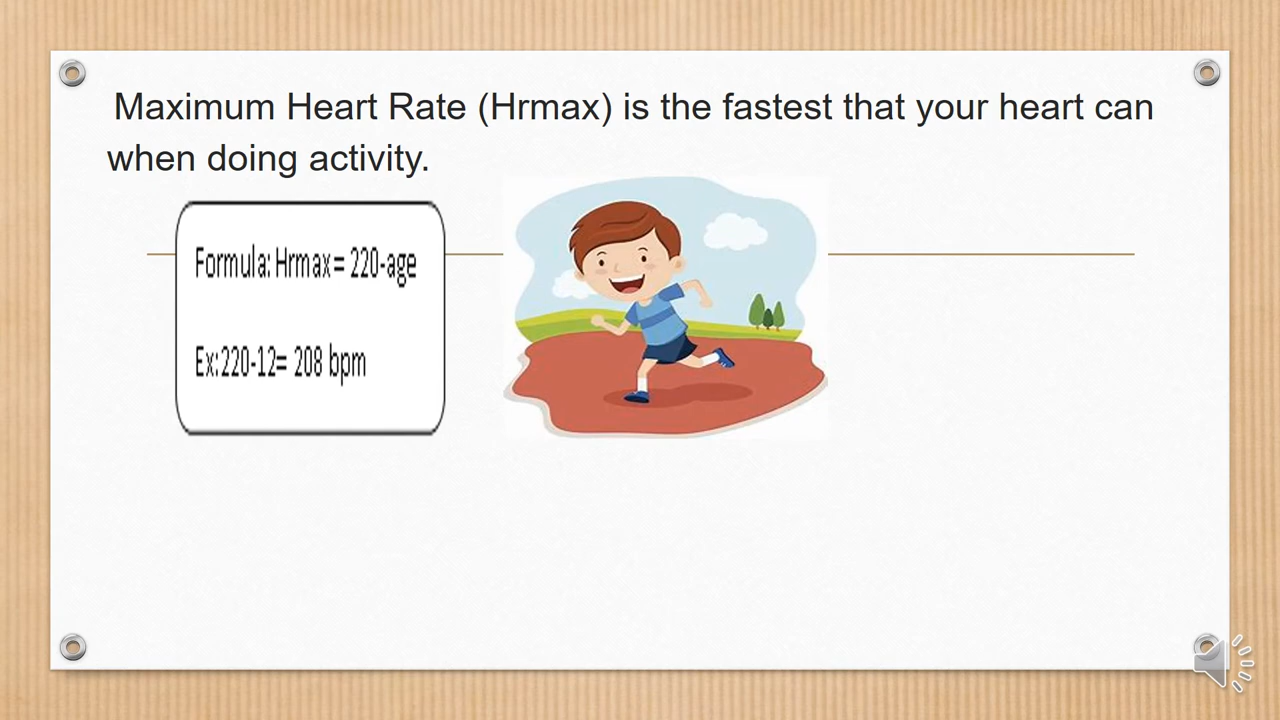 Maximum Heart Rate (Hrmax) is the fastest that your heart can
when doing activity.
Formula: Hrmax= 220-age
Ex:220-12= 208 bpm